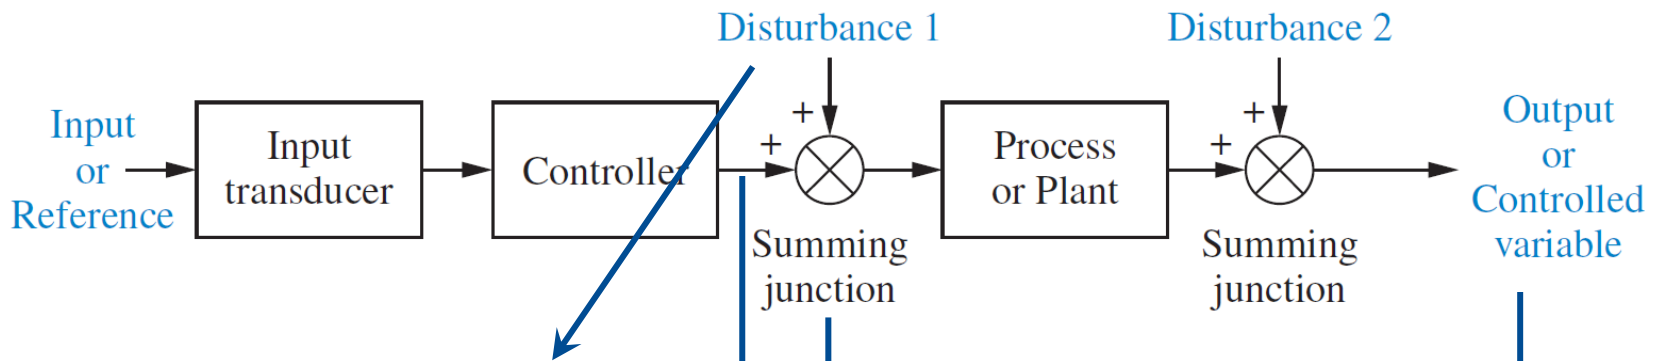 Disturbance 1
Disturbance 2
Input
or
Reference
Input
transducer
Controller
+
+
Summing
junction
Process
or Plant
+
+
Summing
junction
Output
or
Controlled
variable